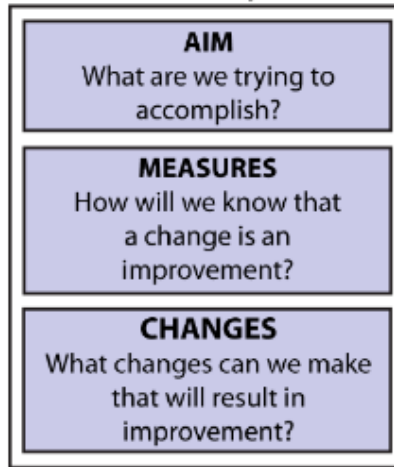 AIM
What are we trying to
accomplish?
MEASURES
How will we know that
a change is an
improvement?
CHANGES
What changes can we make
that will result in
improvement?